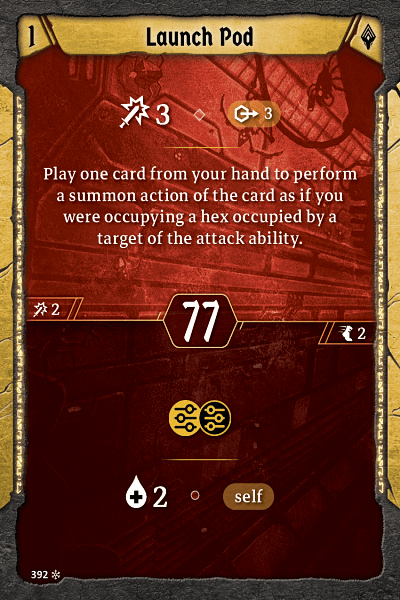 1
Launch Pod
3
3
Play one card from your hand to perform
a summon action of the card as if you
were occupying a hex occupied by a
target of the attack ability.
2
77
2
2
self
392